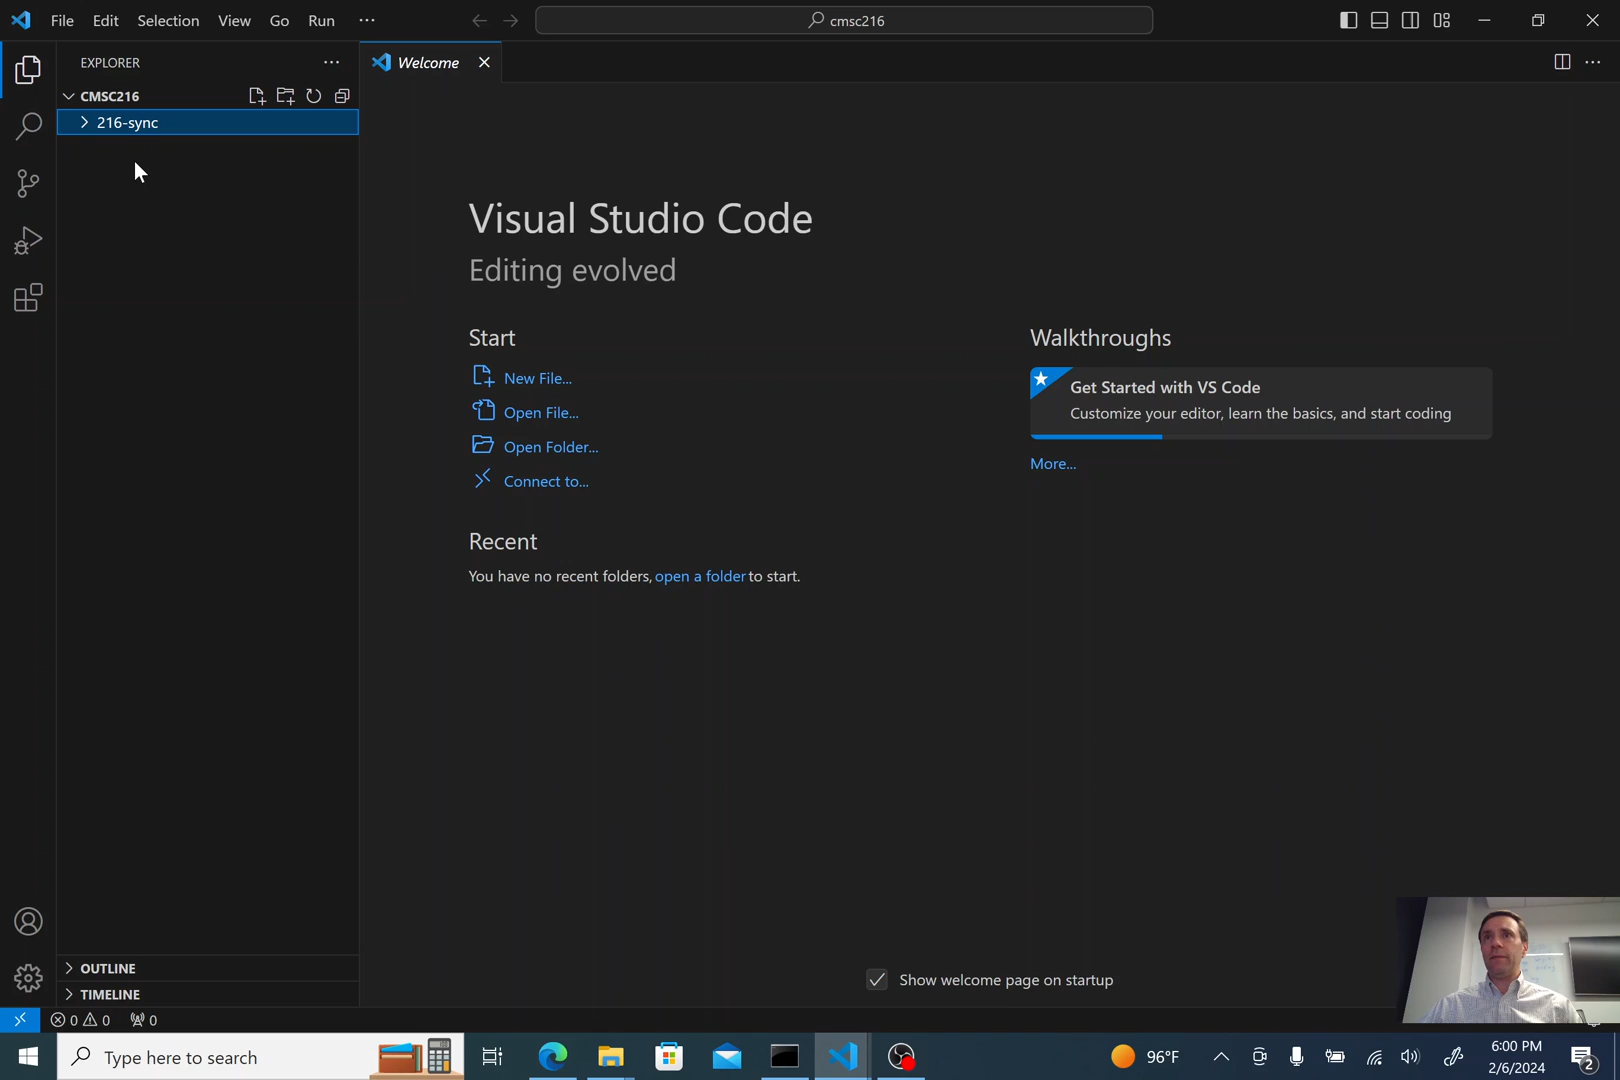 File Edit Selection View Go Run ···
cmsc216
EXPLORER
Welcome
CMSC216
216-sync
Visual Studio Code
Editing evolved
Start
New File...
Open File...
Open Folder...
Connect to...
Recent
You have no recent folders, open a folder to start.
Walkthroughs
Get Started with VS Code
Customize your editor, learn the basics, and start coding
More...
Show welcome page on startup
OUTLINE
TIMELINE
0 0 0
Type here to search
96°F
6:00 PM
2/6/2024
2